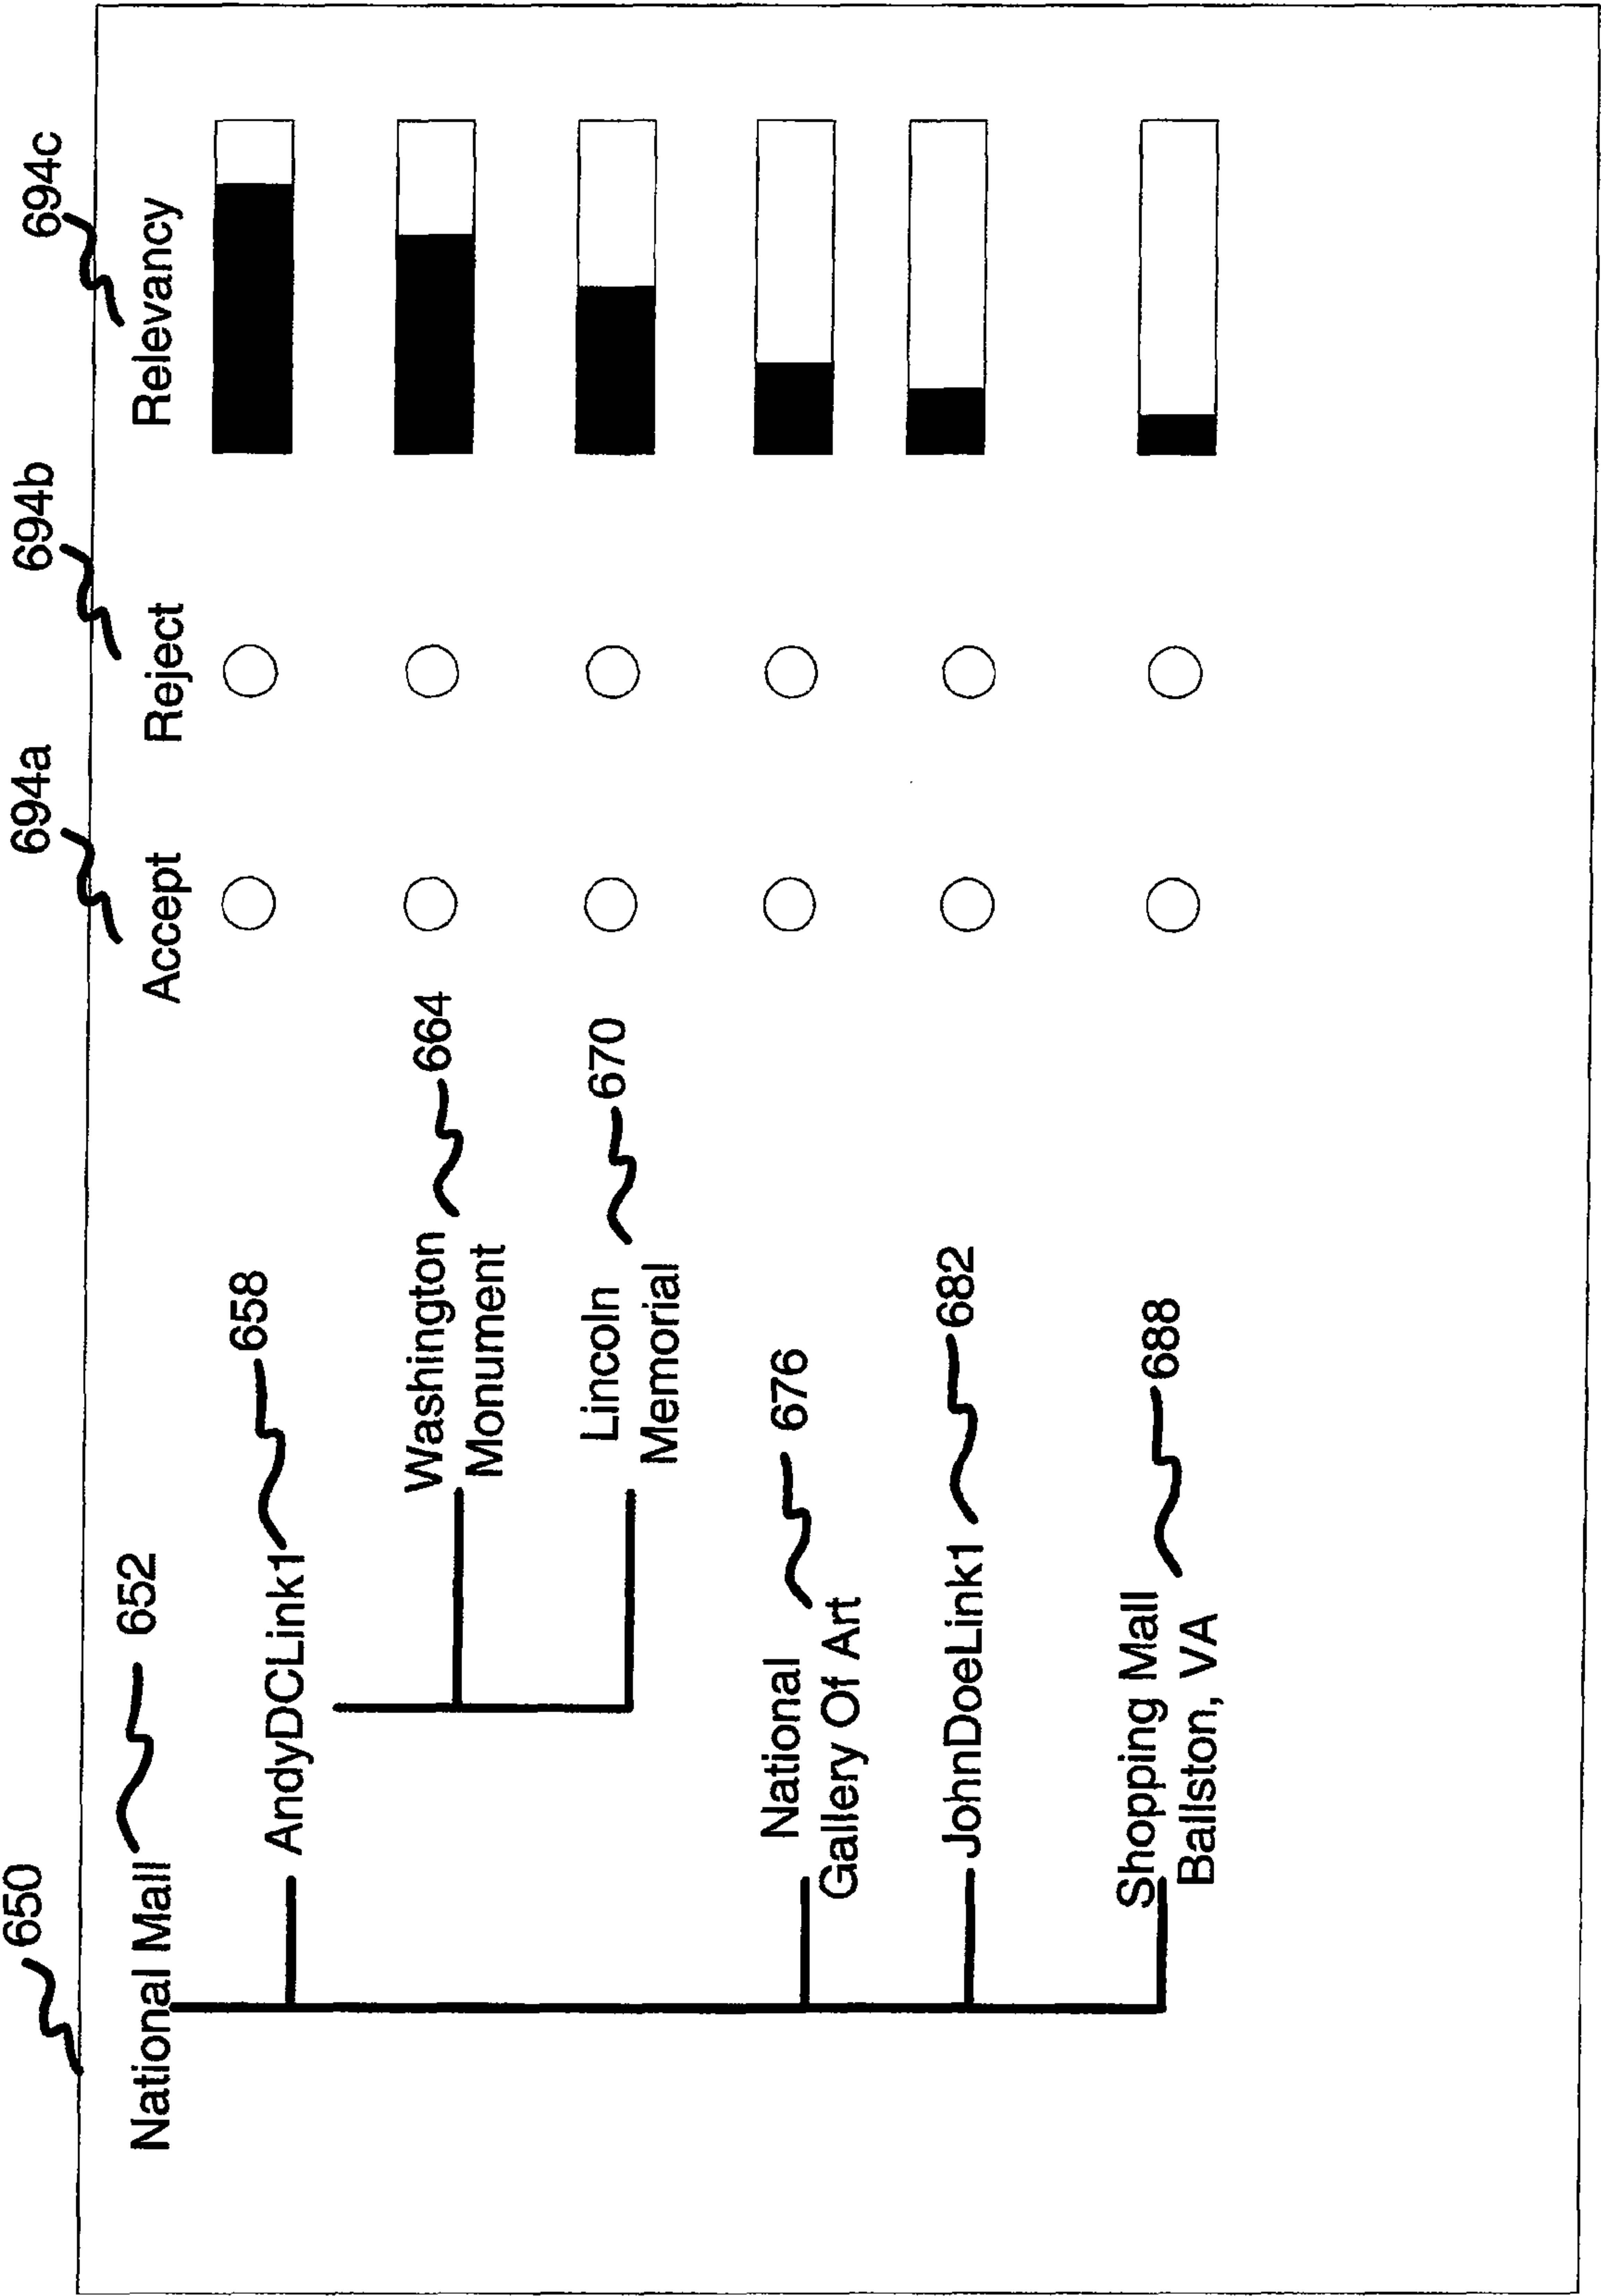 650
National Mall 652
694a
694b
694c
Accept
Reject
Relevancy
AndyDCLink1 658
Washington 664
Monument
Lincoln 670
Memorial
National 676
Gallery Of Art
JohnDoeLink1 682
Shopping Mall 688
Ballston, VA